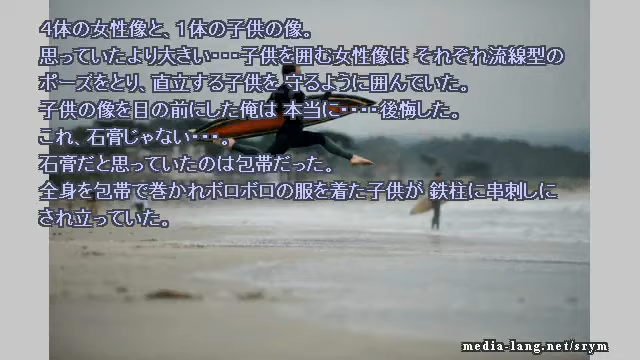 4体の女性像と、1体の子供の像。
思っていたより大きい・・・子供を囲む女性像は それぞれ流線型の
ポーズをとり、直立する子供を 守るように囲んでいた。
子供の像を目の前にした俺は 本当に・・・・・後悔した。
これ、石膏じゃない・・・。
石膏だと思っていたのは包帯だった。
全身を包帯で巻かれボロボロの服を着た子供が 鉄柱に串刺しに
され立っていた。
media-lang.net/srym